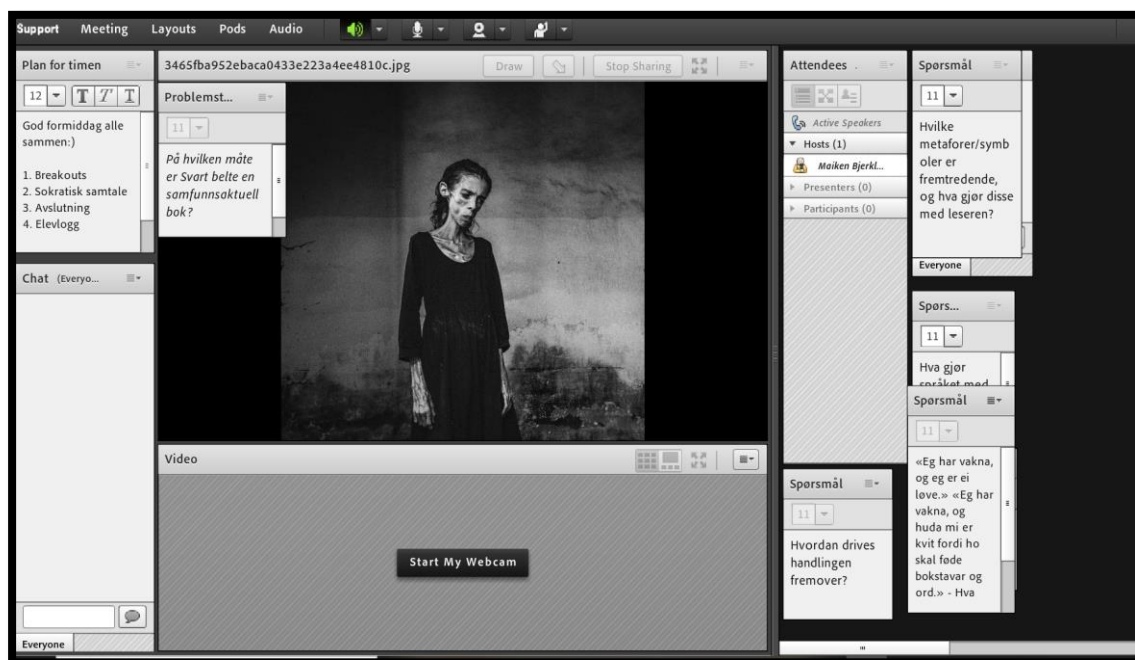 Support Meeting Layouts Pods Audio
Plan for timen
12 T T T
God formiddag alle
sammen:)
1. Breakouts
2. Sokratisk samtale
3. Avslutning
4. Elevlogg
Chat (Everyo...
Everyone
3465fba952ebaca0433e223a4ee4810c.jpg Draw Stop Sharing
Problemst...
11
På hvilken måte
er Svart belte en
samfunnsaktuell
bok?
Video
Start My Webcam
Attendees .
Active Speakers
Hosts (1)
Maiken Bjerkl...
Presenters (0)
Participants (0)
Spørsmål
11
Hvordan drives
handlingen
fremover?
Spørsmål
11
Hvilke
metaforer/symb
oler er
fremtredende,
og hva gjør disse
med leseren?
Everyone
Spørs...
11
Hva gjør
språket med
Spørsmål
11
«Eg har vakna,
og eg er ei
løve.» «Eg har
vakna, og
huda mi er
kvit fordi ho
skal føde
bokstavar og
ord.» - Hva